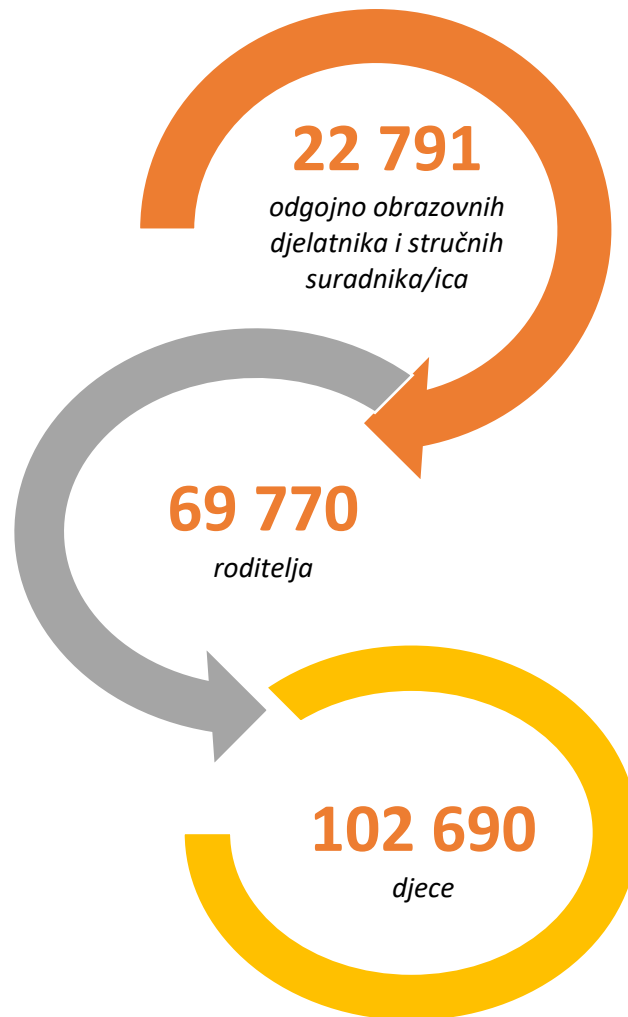 22 791
odgojno obrazovnih
djelatnika i stručnih
suradnika/ica
69 770
roditelja
102 690
djece